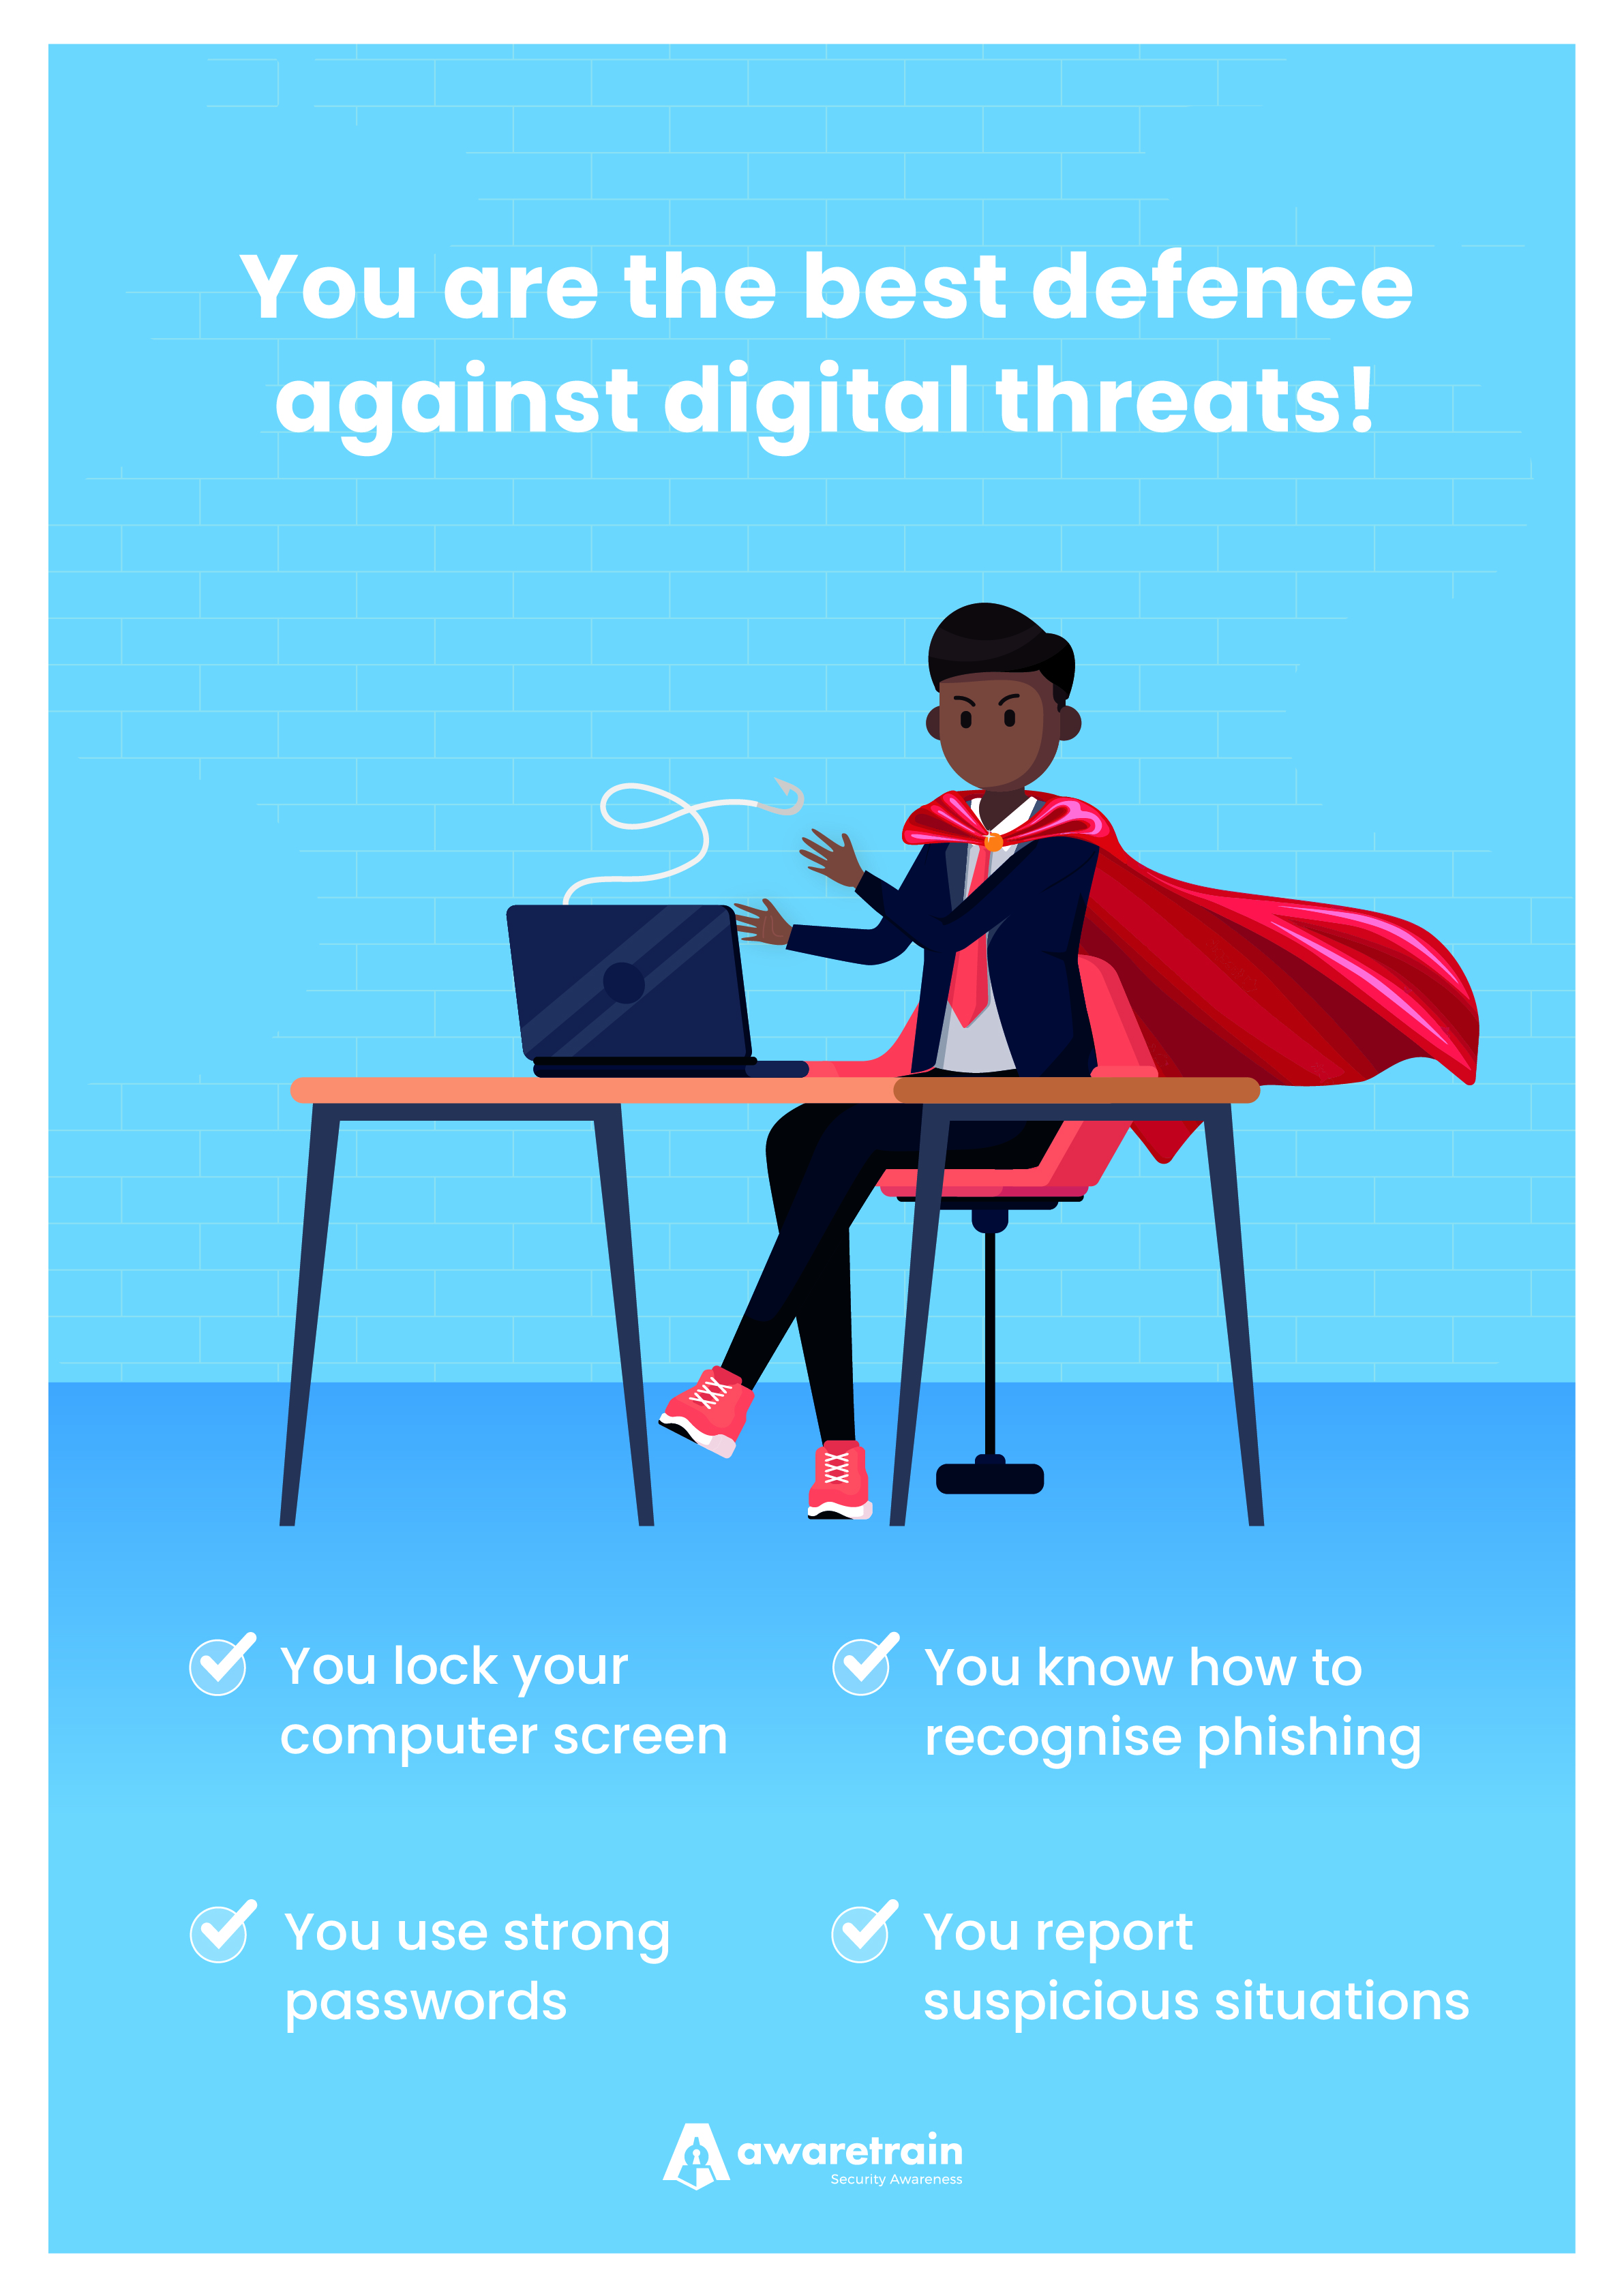 You are the best defence
against digital threats!
You lock your
computer screen
You know how to
recognise phishing
You use strong
passwords
You report
suspicious situations
awaretrain
Security Awareness